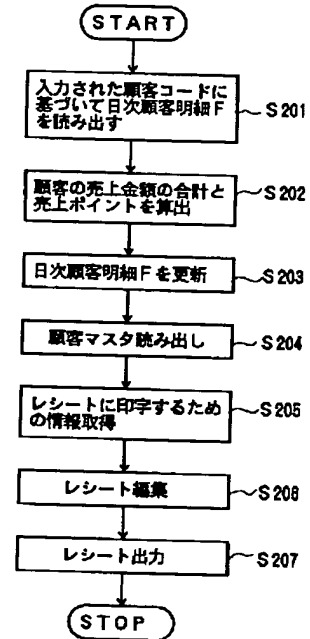 START
入力された顧客コードに
基づいて日次顧客明細F
を読み出す
S201
顧客の売上金額の合計と
売上ポイントを算出
S202
日次顧客明細Fを更新
S203
顧客マスタ読み出し
S204
レシートに印字するため
の情報取得
S205
レシート編集
S206
レシート出力
S207
STOP